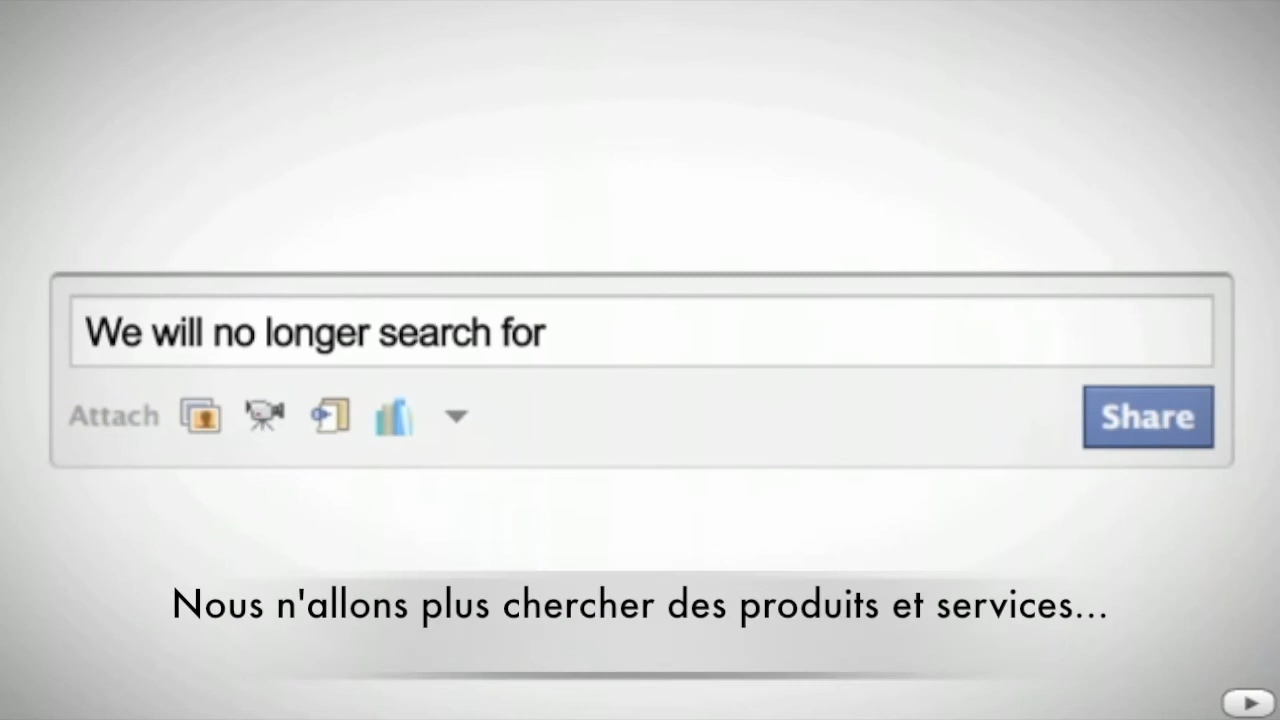 We will no longer search for
Attach
Share
Nous n'allons plus chercher des produits et services...